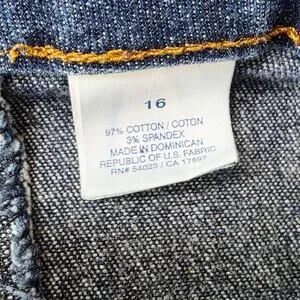 16
97% COTTON / COTON
3% SPANDEX
MADE IN DOMINICAN
REPUBLIC OF U.S. FABRIC
RN# 54023 / CA 17897